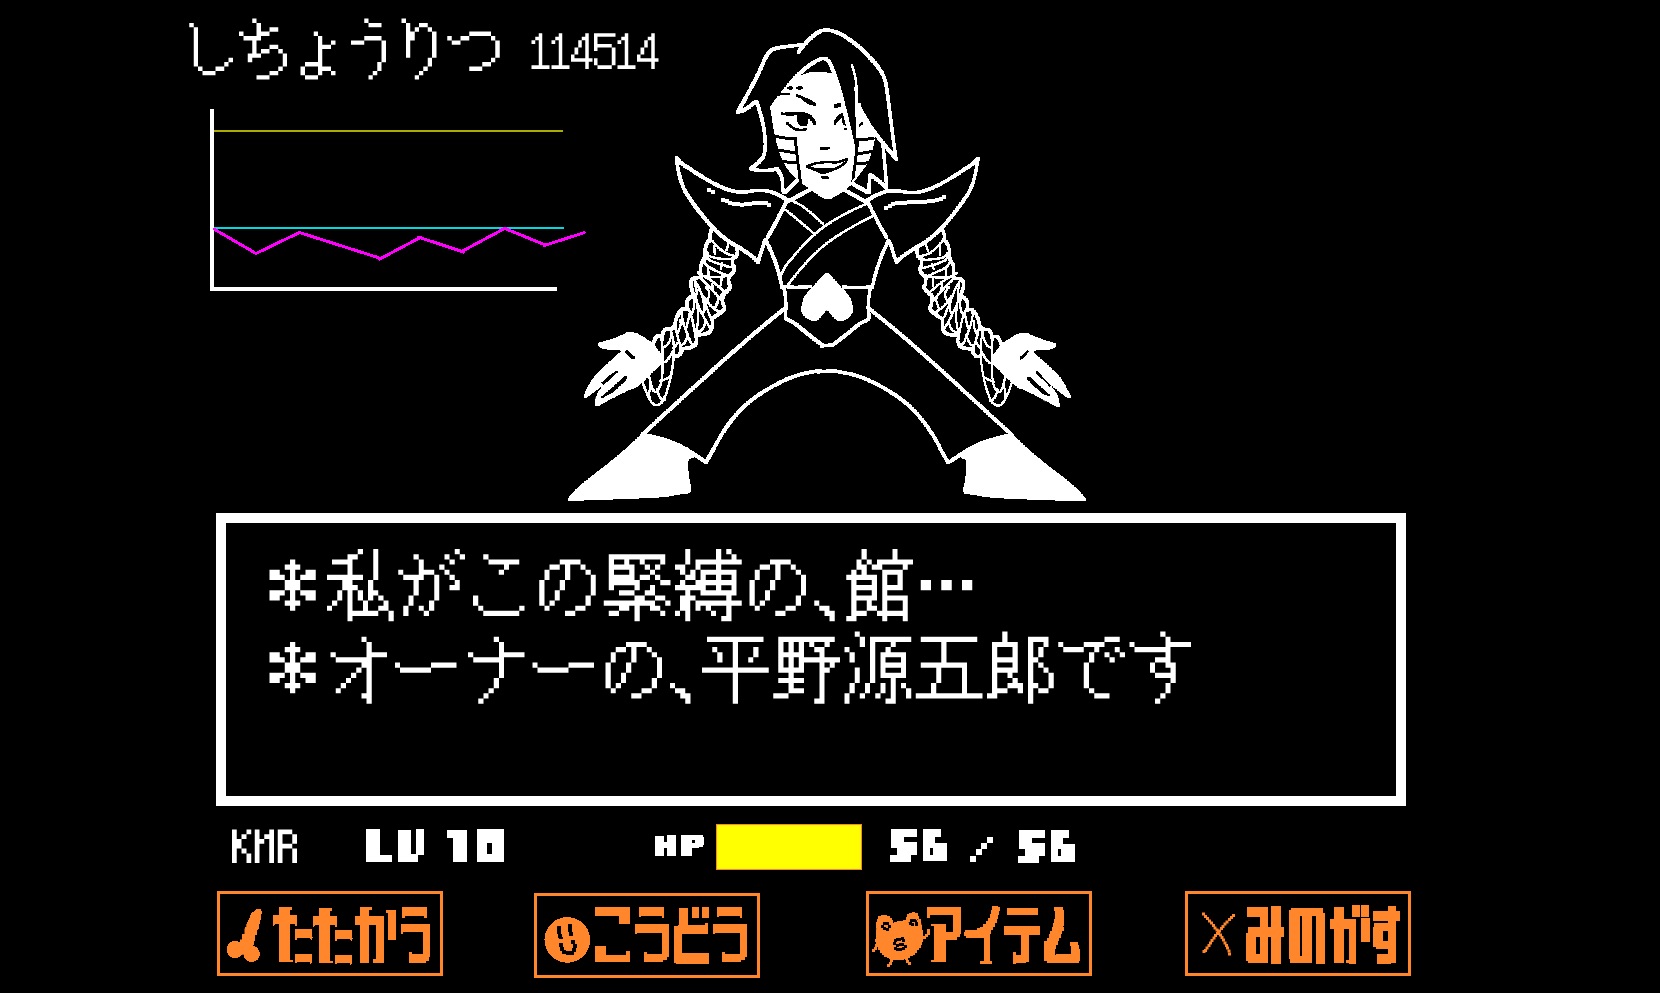 しちょうりつ 114514
*私がこの緊縛の、館…
*オーナーの、平野源五郎です
KMR LV 10 HP 56 / 56
たたかう こうどう アイテム みのがす